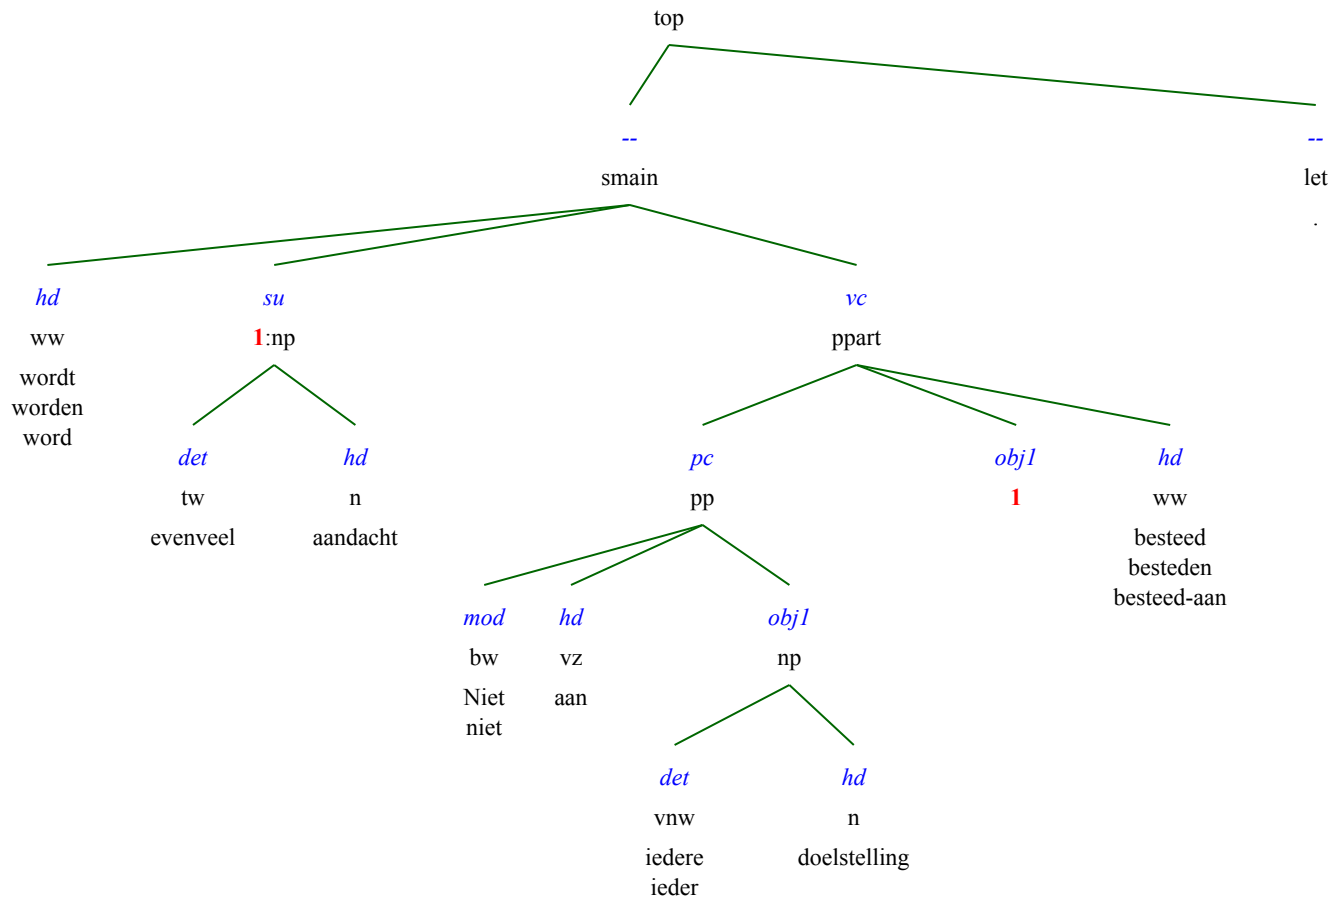 top
-- --
smain let
.
hd su vc
ww 1:np ppart
wordt
worden
word
det hd pc obj1 hd
tw n pp 1 ww
evenveel aandacht besteed
besteden
besteed-aan
mod hd obj1
bw vz np
Niet aan
niet
det hd
vnw n
iedere doelstelling
ieder